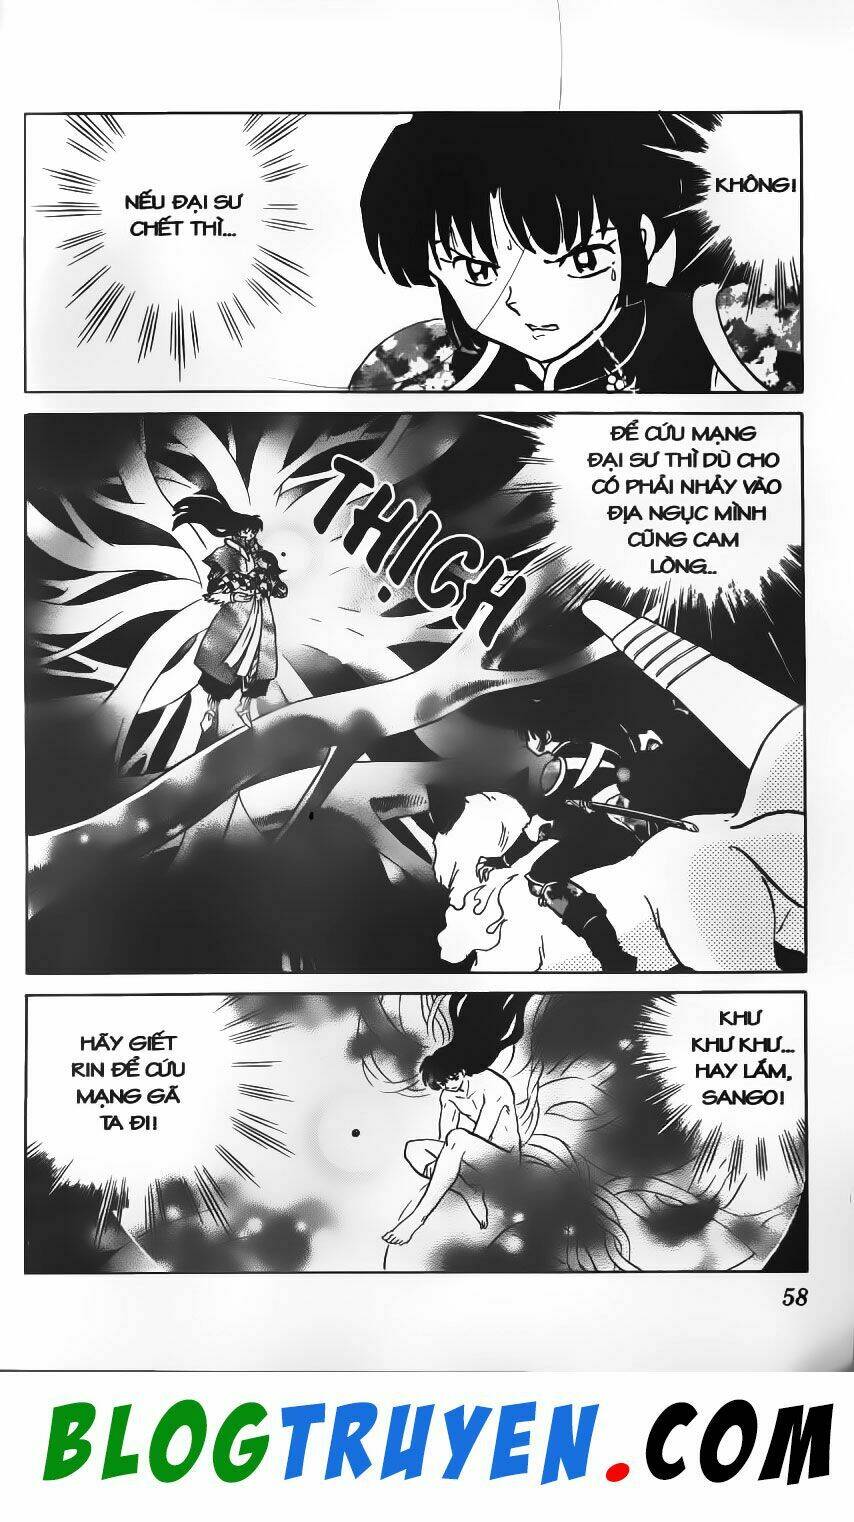 KHÔNG!
NẾU ĐẠI SƯ
CHẾT THÌ...
ĐỂ CỨU MẠNG
ĐẠI SƯ THÌ DÙ CHO
CÓ PHẢI NHẢY VÀO
ĐỊA NGỤC MÌNH
CŨNG CAM
LÒNG...
THỊCH
KHƯ
KHƯ KHƯ...
HAY LẮM,
SANGO!
HÃY GIẾT
RIN ĐỂ CỨU
MẠNG GÃ
TA ĐI!
58
BLOGTRUYEN.COM